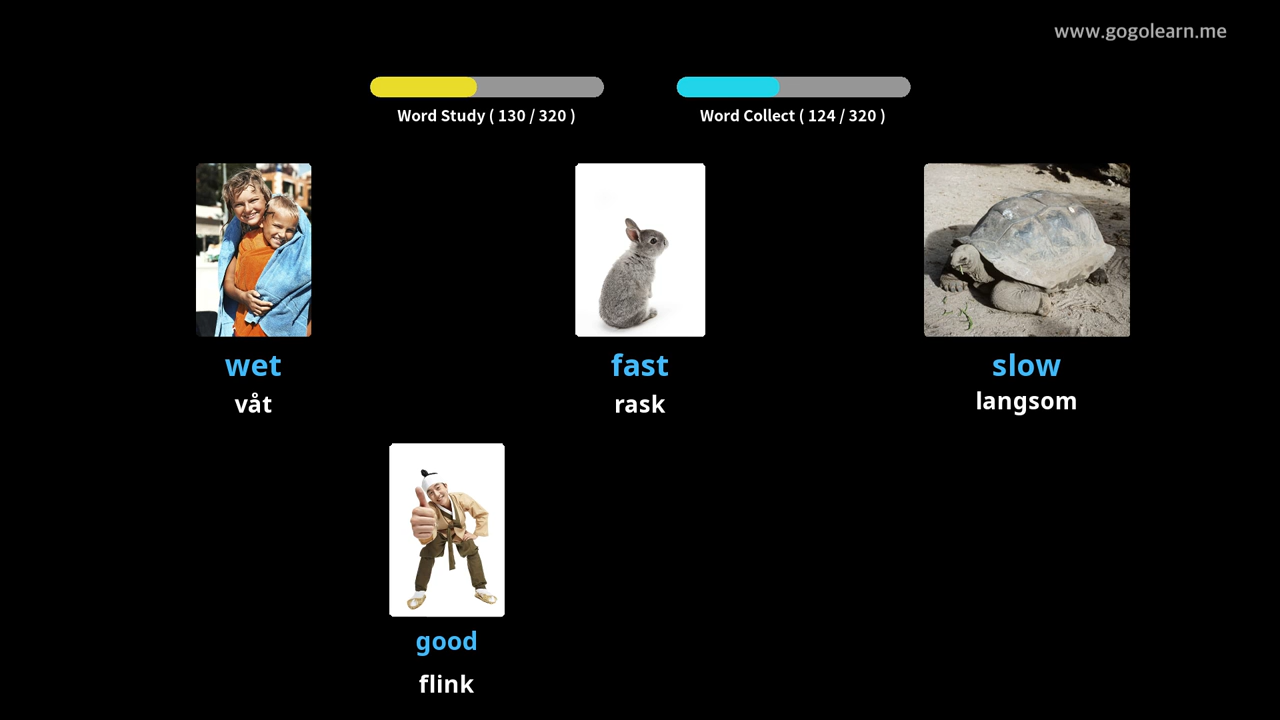 www.gogolearn.me
Word Study ( 130 / 320 )
Word Collect ( 124 / 320 )
wet
fast
slow
våt
rask
langsom
good
flink